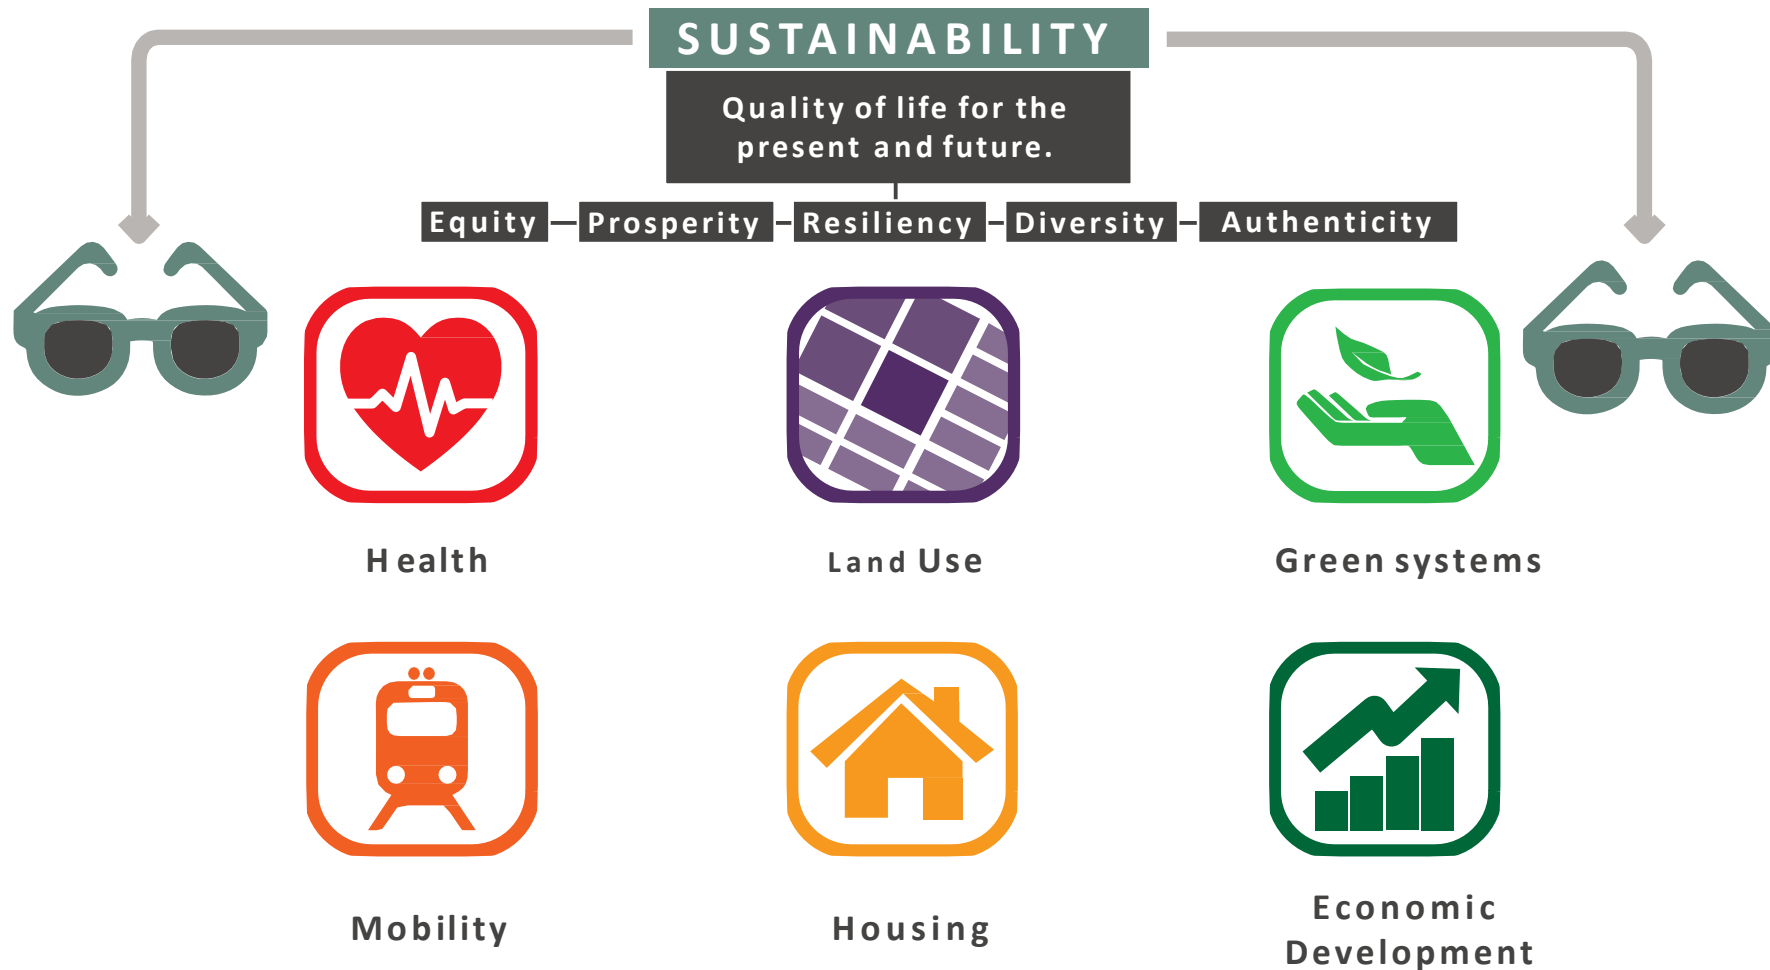 SUSTAINABILITY
Quality of life for the
present and future.
Equity Prosperity Resiliency Diversity Authenticity
Health Land Use Green systems
Mobility Housing Economic
Development